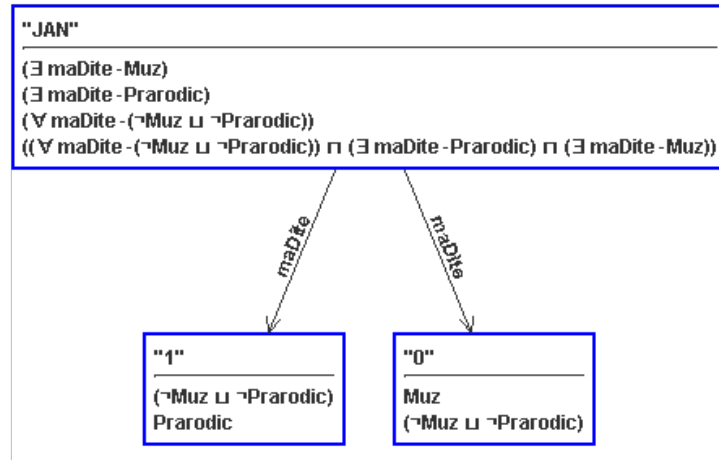 "JAN"
(∃ maDite -Muz)
(∃ maDite -Prarodic)
(∀ maDite -(¬Muz ⊔ ¬Prarodic))
((∀ maDite -(¬Muz ⊔ ¬Prarodic)) ⊓ (∃ maDite -Prarodic) ⊓ (∃ maDite -Muz))
maDite
maDite
"1"
(¬Muz ⊔ ¬Prarodic)
Prarodic
"0"
Muz
(¬Muz ⊔ ¬Prarodic)